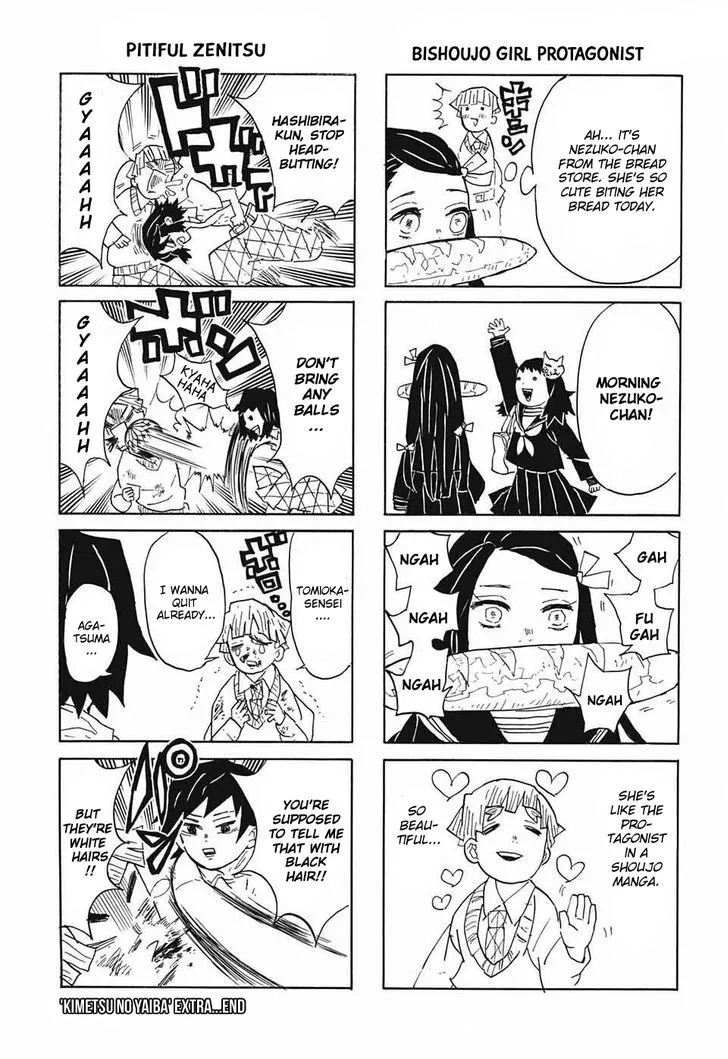 BISHOUJO GIRL PROTAGONIST
AH... IT'S
NEZUKO-CHAN
FROM THE BREAD
STORE. SHE'S SO
CUTE BITING HER
BREAD TODAY.
MORNING
NEZUKO-
CHAN!
GAH
NGAH
FU
GAH
NGAH
NGAH
NGAH
SHE'S
LIKE THE
PRO-
TAGONIST
IN A
SHOUJO
MANGA.
SO
BEAU-
TIFUL...
PITIFUL ZENITSU
HASHIBIRA-
KUN, STOP
HEAD-
BUTTING!
GYAAAAHH
DON'T
BRING
ANY
BALLS
...
KYAHA
HAHA
GYAAAAHH
TOMIOKA-
SENSEI
....
I WANNA
QUIT
ALREADY...
AGA-
TSUMA
...
YOU'RE
SUPPOSED
TO TELL ME
THAT WITH
BLACK
HAIR!!
BUT
THEY'RE
WHITE
HAIRS
!!
'KIMETSU NO YAIBA' EXTRA...END